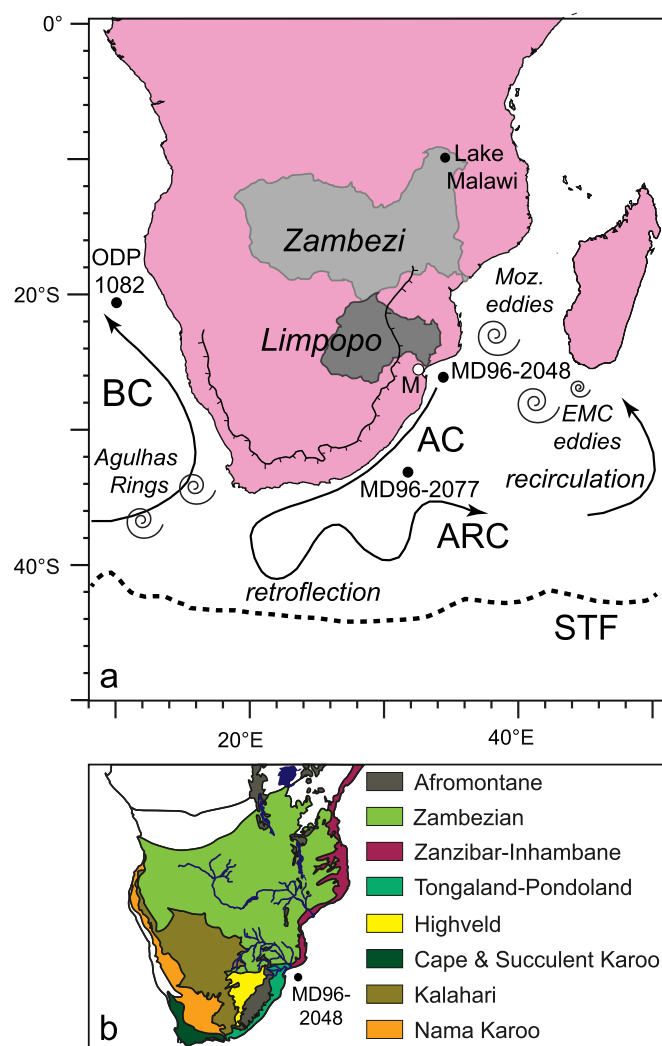 0°
Lake
Malawi
Zambezi
ODP
1082
Moz.
eddies
20°S
Limpopo
MD96-2048
M
BC
EMC
eddies
AC
Agulhas
Rings
MD96-2077
recirculation
ARC
40°S
retroflection
STF
a
20°E
40°E
Afromontane
Zambezian
Zanzibar-Inhambane
Tongaland-Pondoland
Highveld
Cape & Succulent Karoo
Kalahari
Nama Karoo
MD96-
2048
b